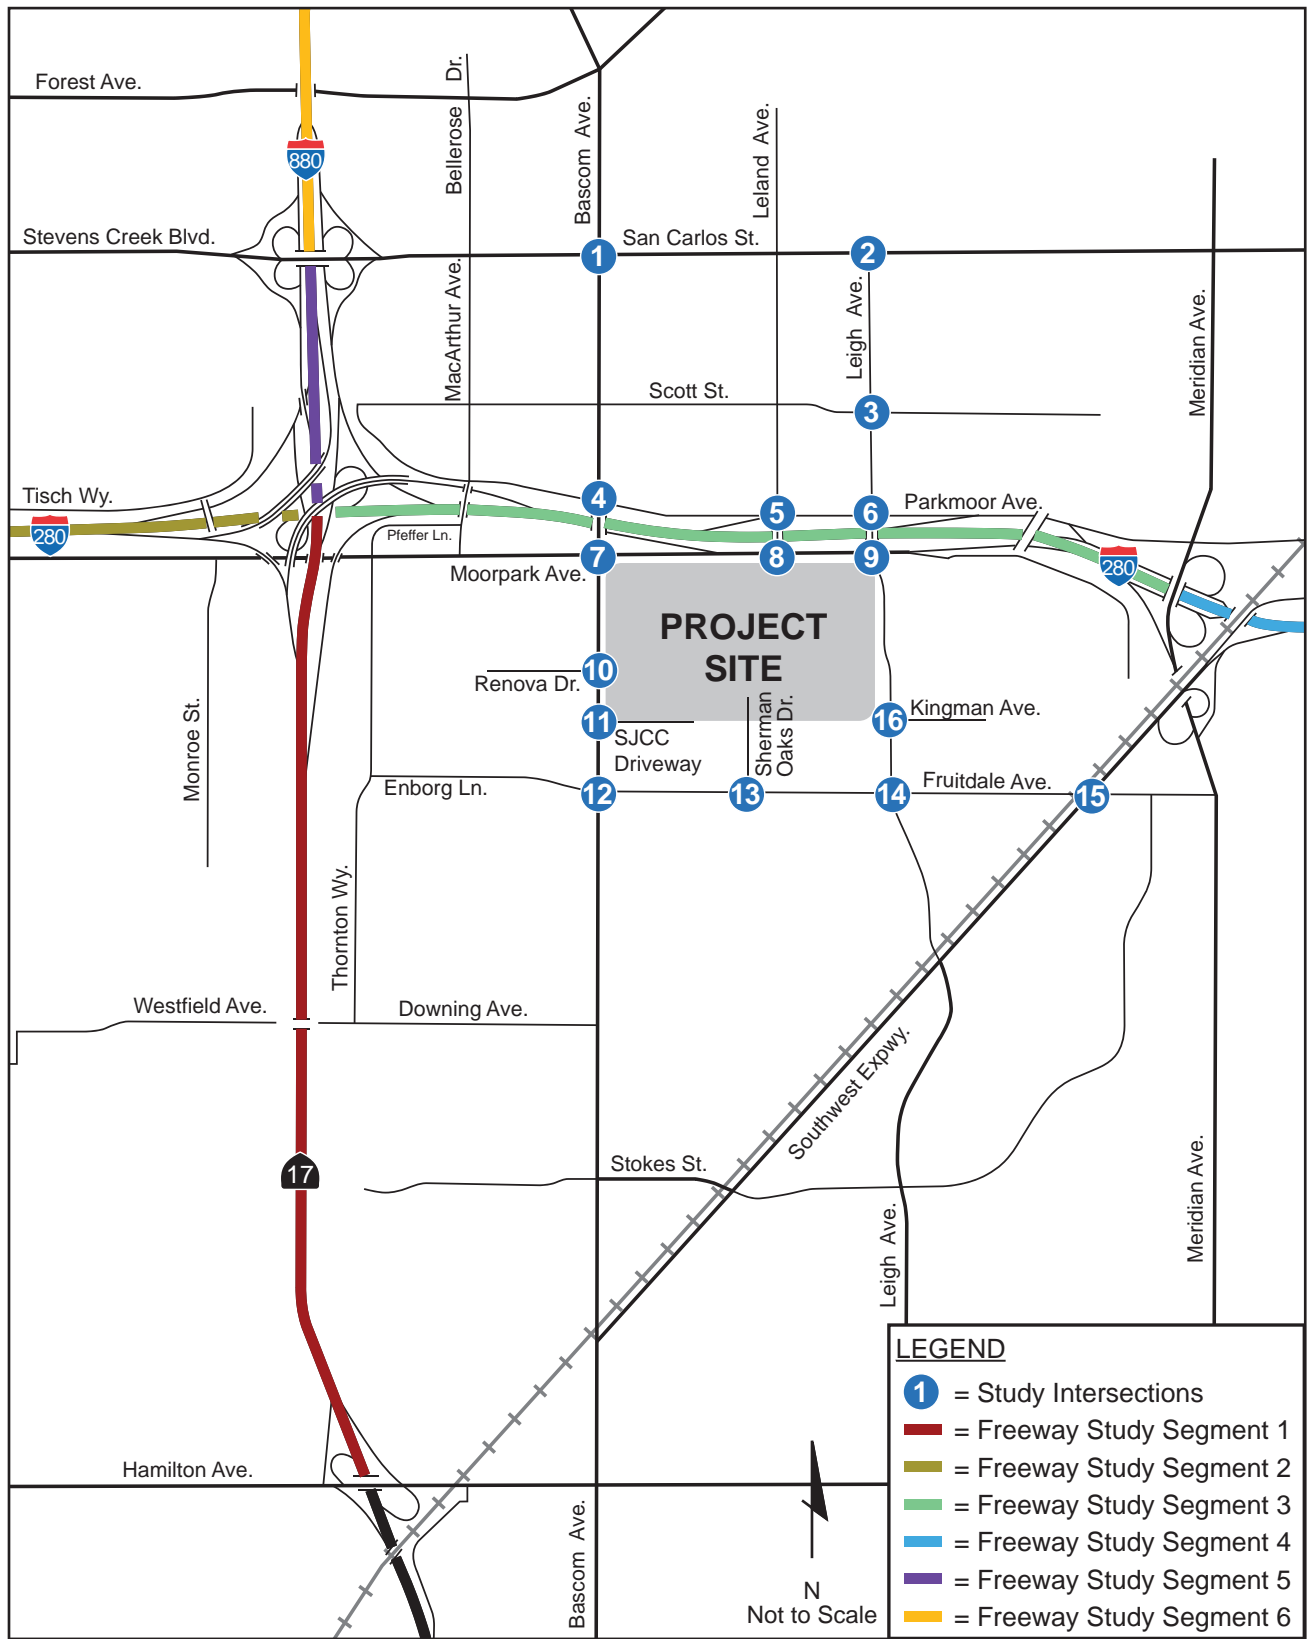 Forest Ave.
Bellerose Dr.
Bascom Ave.
Leland Ave.
880
Stevens Creek Blvd.
San Carlos St.
1
2
MacArthur Ave.
Leigh Ave.
Meridian Ave.
Scott St.
3
Tisch Wy.
4
5
6
Parkmoor Ave.
280
Pfeffer Ln.
7
8
9
280
Moorpark Ave.
PROJECT
SITE
10
Renova Dr.
Monroe St.
11
SJCC
Driveway
Sherman
Oaks Dr.
16
Kingman Ave.
Enborg Ln.
12
13
14
Fruitdale Ave.
15
Thornton Wy.
Westfield Ave.
Downing Ave.
Southwest Expwy.
17
Stokes St.
Leigh Ave.
Meridian Ave.
Hamilton Ave.
Bascom Ave.
N
Not to Scale
LEGEND
1 = Study Intersections
= Freeway Study Segment 1
= Freeway Study Segment 2
= Freeway Study Segment 3
= Freeway Study Segment 4
= Freeway Study Segment 5
= Freeway Study Segment 6